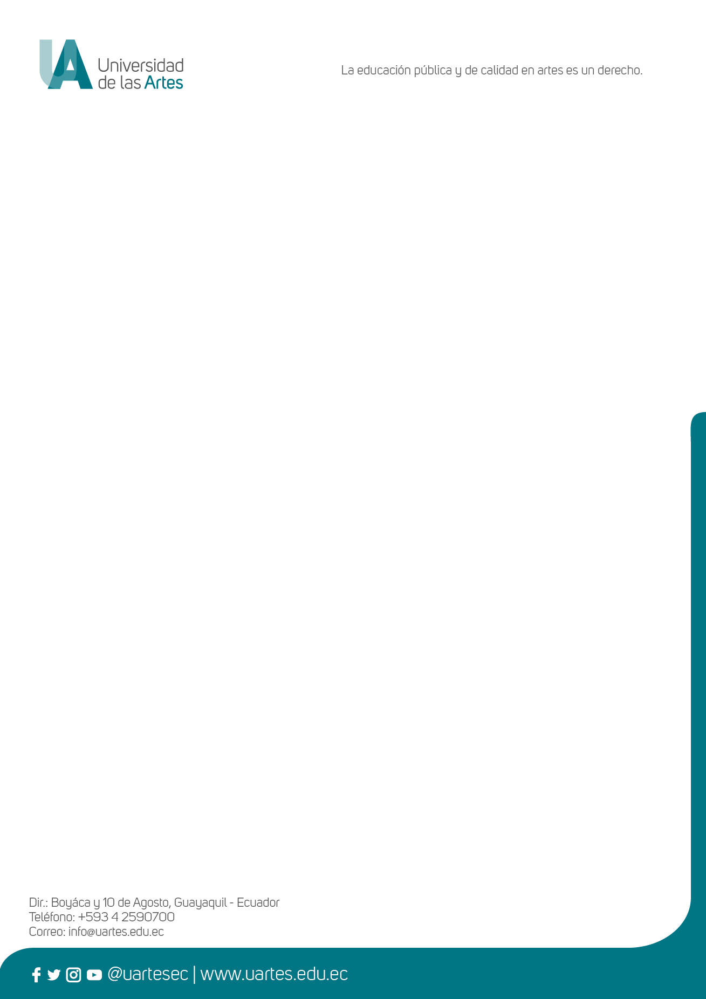 UA
Universidad
de las Artes
La educación pública y de calidad en artes es un derecho.
Dir.: Boyáca y 10 de Agosto, Guayaquil - Ecuador
Teléfono: +593 4 2590700
Correo: info@uartes.edu.ec
@uartesec | www.uartes.edu.ec